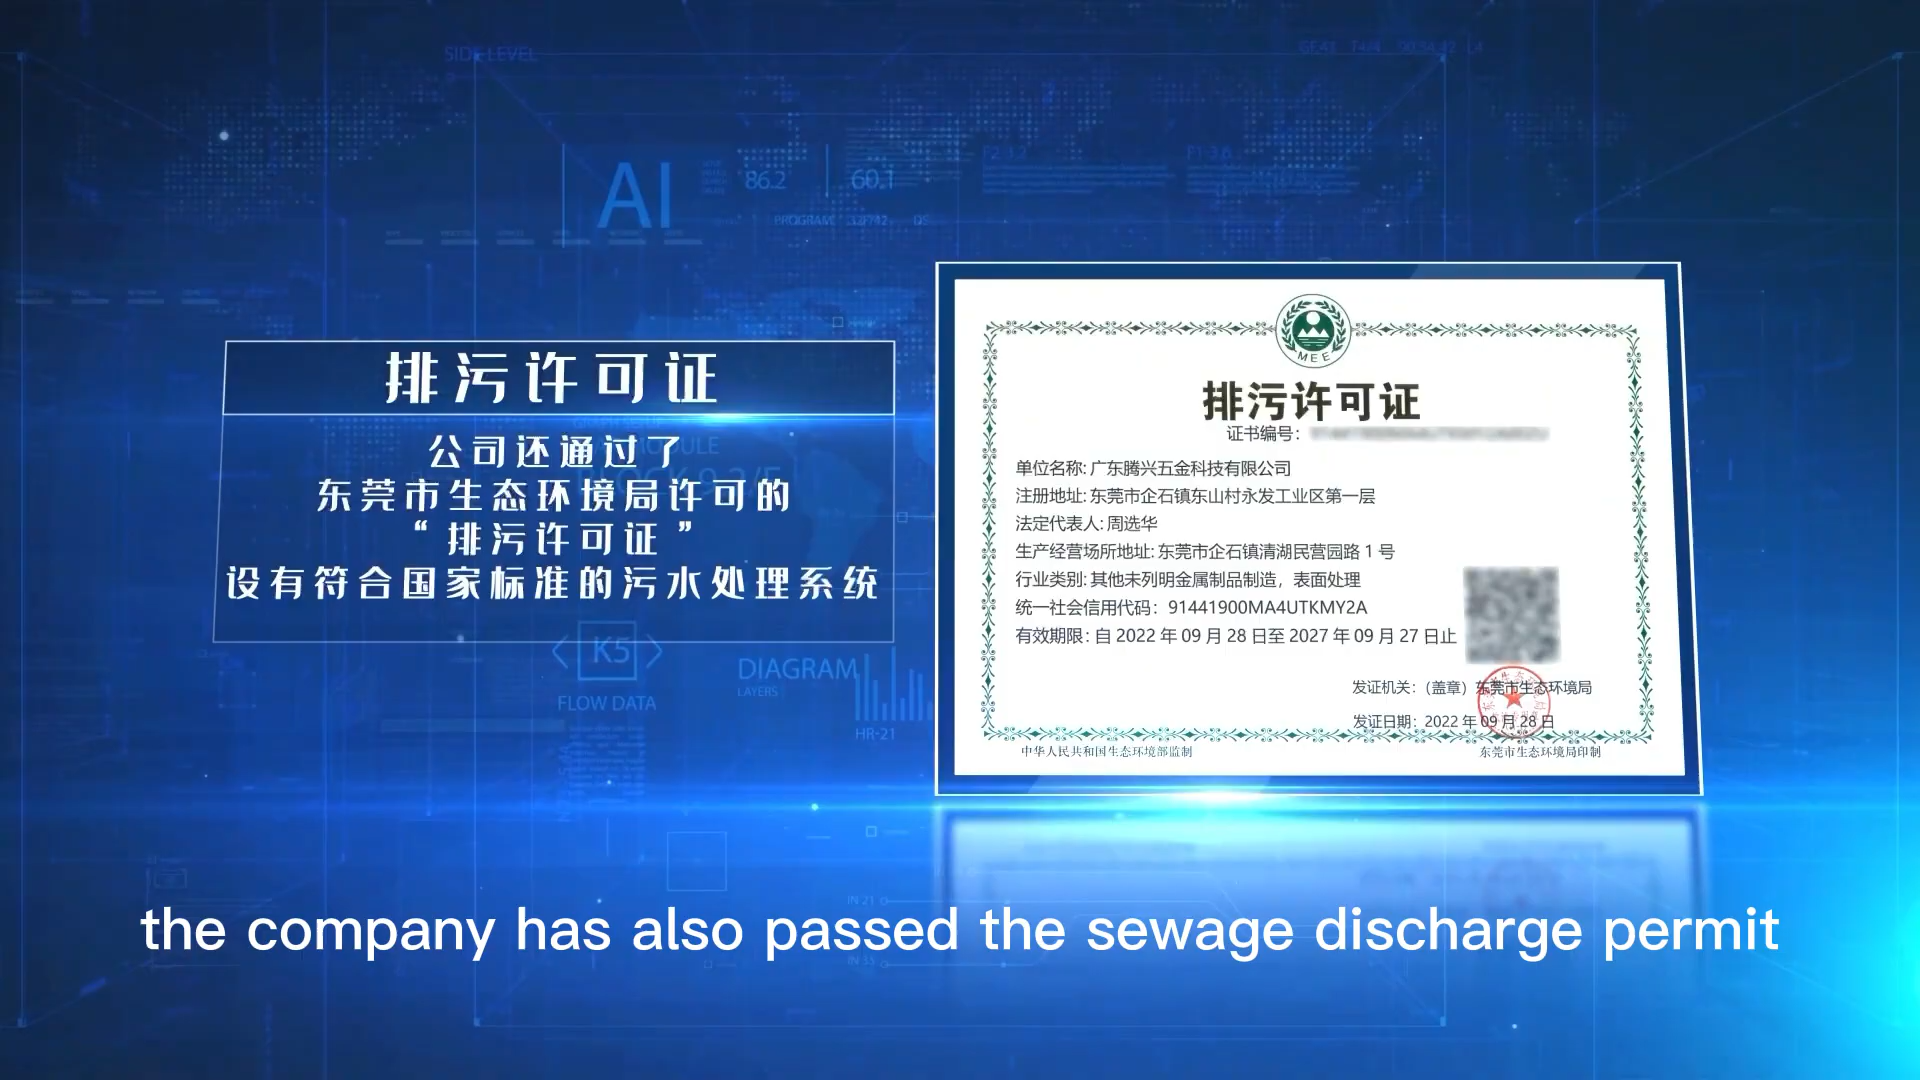 SIDE LEVEL
AI
86.2
60.1
PROGRAM
排污许可证
公司还通过了
东莞市生态环境局许可的
“排污许可证”
设有符合国家标准的污水处理系统
K5
FLOW DATA
DIAGRAM
LAYERS
HR-21
MEE
排污许可证
证书编号：
单位名称: 广东腾兴五金科技有限公司
注册地址: 东莞市企石镇东山村永发工业区第一层
法定代表人: 周选华
生产经营场所地址: 东莞市企石镇清湖民营园路 1 号
行业类别: 其他未列明金属制品制造，表面处理
统一社会信用代码：91441900MA4UTKMY2A
有效期限: 自 2022 年 09 月 28 日至 2027 年 09 月 27 日止
发证机关：（盖章）东莞市生态环境局
发证日期：2022 年 09 月 28 日
中华人民共和国生态环境部监制
东莞市生态环境局印制
the company has also passed the sewage discharge permit